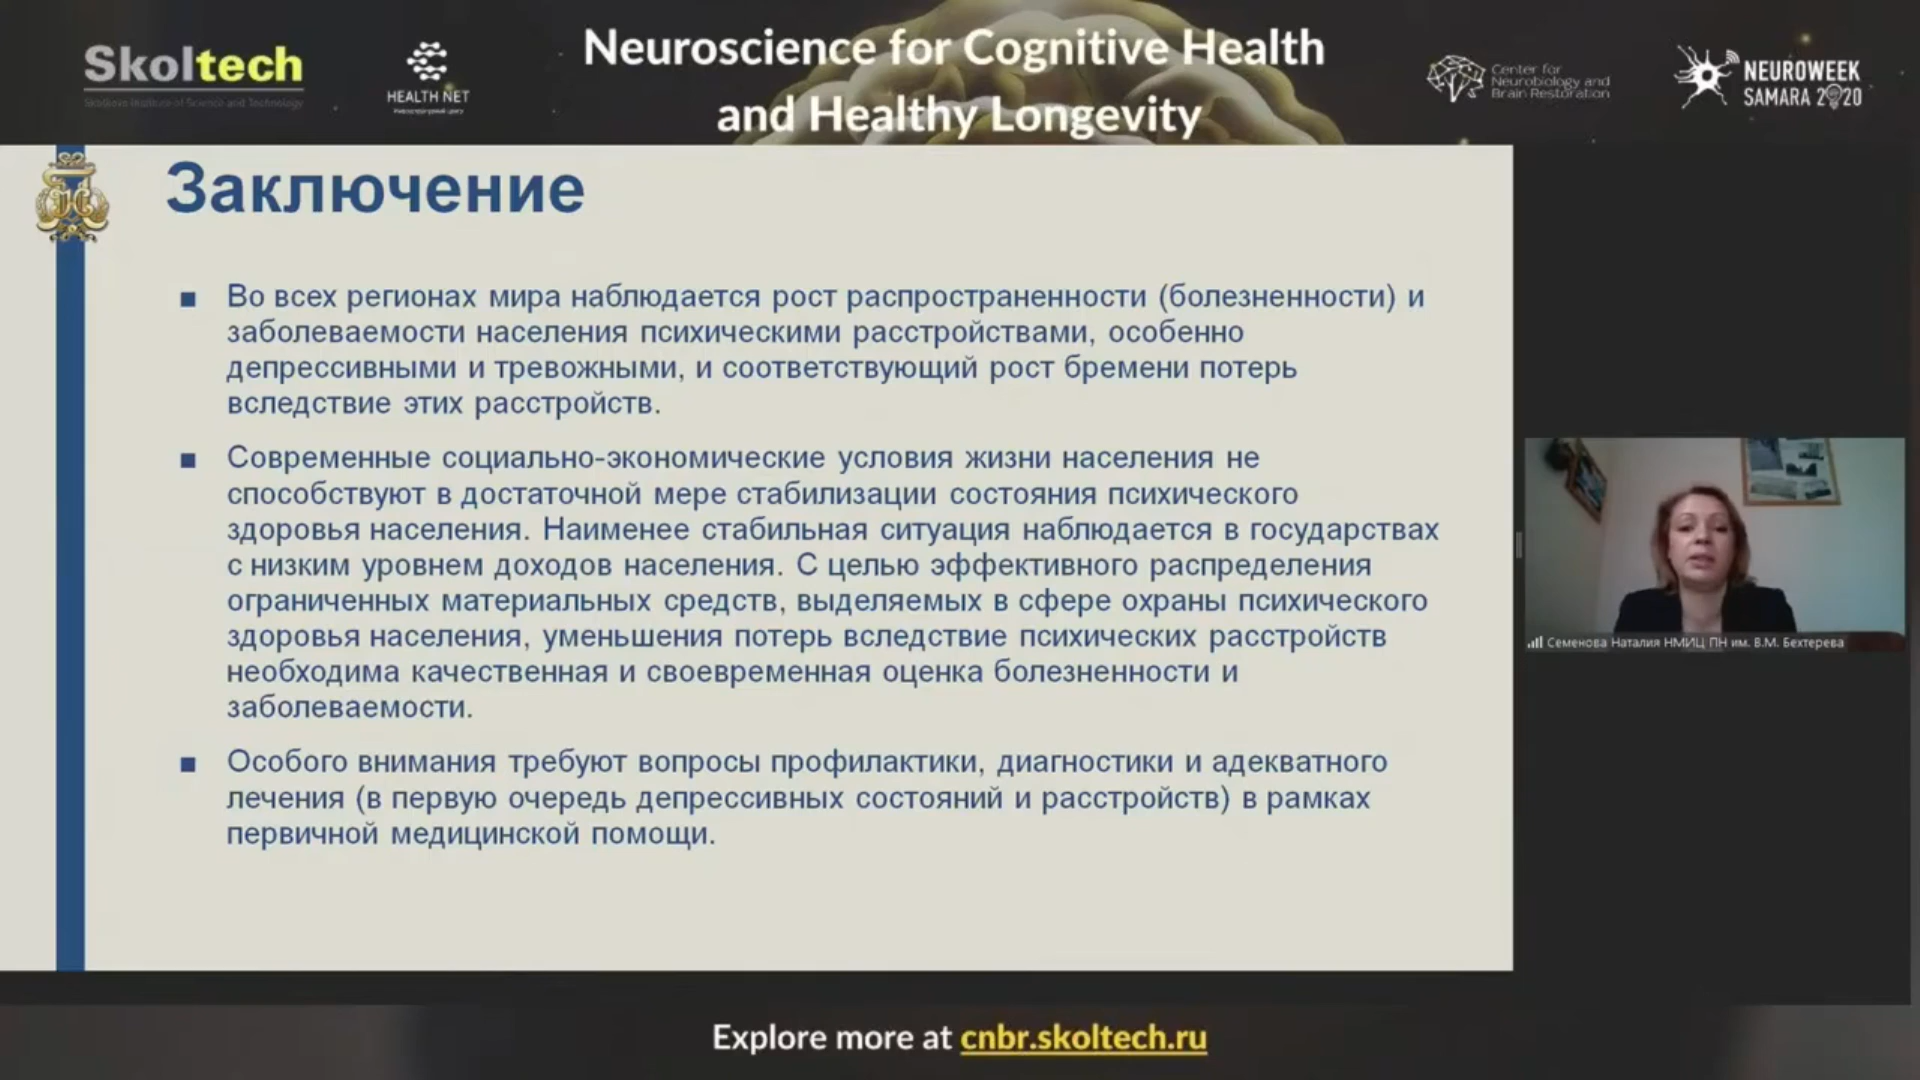 Skoltech
Skolkovo Institute of Science and Technology
HEALTH NET
Neuroscience for Cognitive Health
and Healthy Longevity
Center for
Neurobiology and
Brain Restoration
NEUROWEEK
SAMARA 2020
Заключение
Во всех регионах мира наблюдается рост распространенности (болезненности) и
заболеваемости населения психическими расстройствами, особенно
депрессивными и тревожными, и соответствующий рост бремени потерь
вследствие этих расстройств.
Современные социально-экономические условия жизни населения не
способствуют в достаточной мере стабилизации состояния психического
здоровья населения. Наименее стабильная ситуация наблюдается в государствах
с низким уровнем доходов населения. С целью эффективного распределения
ограниченных материальных средств, выделяемых в сфере охраны психического
здоровья населения, уменьшения потерь вследствие психических расстройств
необходима качественная и своевременная оценка болезненности и
заболеваемости.
Особого внимания требуют вопросы профилактики, диагностики и адекватного
лечения (в первую очередь депрессивных состояний и расстройств) в рамках
первичной медицинской помощи.
Семенова Наталия НМИЦ ПН им. В.М. Бехтерева
Explore more at cnbr.skoltech.ru